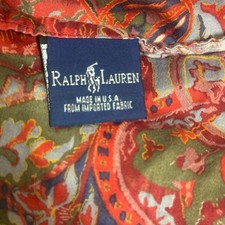 RALPH LAUREN
MADE IN U.S.A.
FROM IMPORTED FABRIC